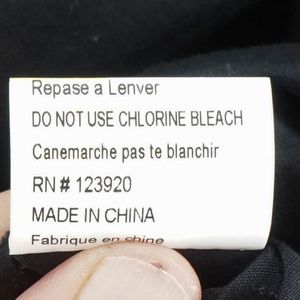 Repase a Lenver
DO NOT USE CHLORINE BLEACH
Canemarche pas te blanchir
RN # 123920
MADE IN CHINA
Fabrique en chine